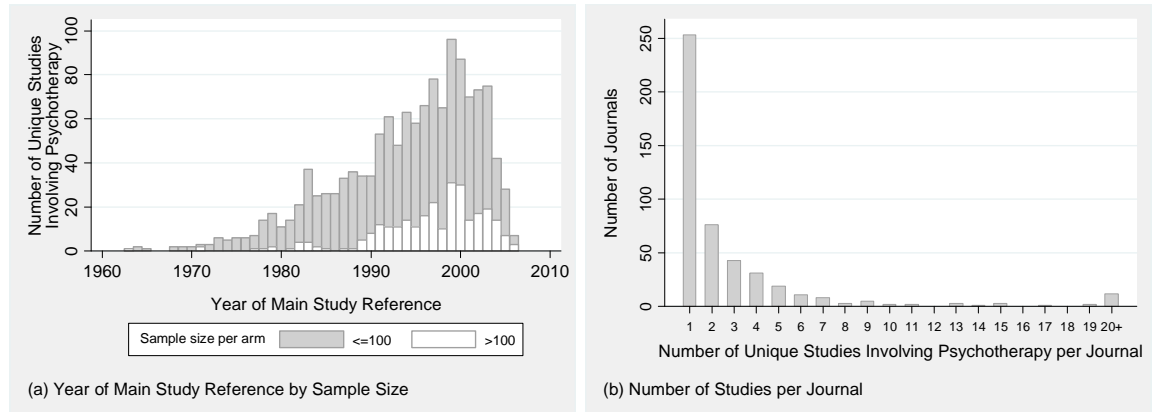 Number of Unique Studies
Involving Psychotherapy
100
80
60
40
20
0
1960 1970 1980 1990 2000 2010
Year of Main Study Reference
Sample size per arm <=100 >100
(a) Year of Main Study Reference by Sample Size
Number of Journals
250
200
150
100
50
0
1 2 3 4 5 6 7 8 9 10 11 12 13 14 15 16 17 18 19 20+
Number of Unique Studies Involving Psychotherapy per Journal
(b) Number of Studies per Journal